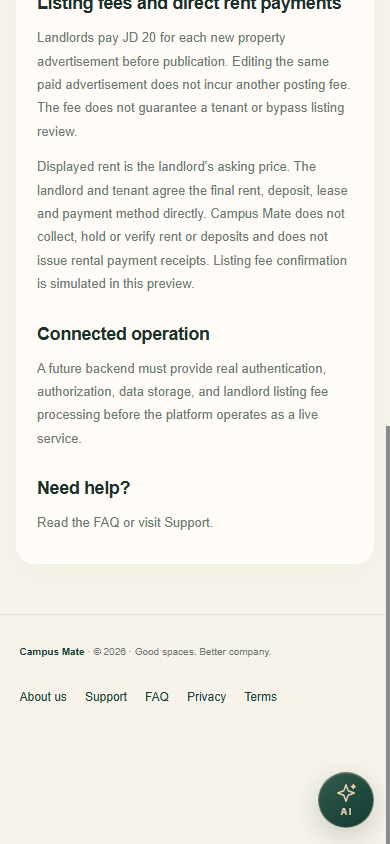 Listing fees and direct rent payments
Landlords pay JD 20 for each new property
advertisement before publication. Editing the same
paid advertisement does not incur another posting fee.
The fee does not guarantee a tenant or bypass listing
review.
Displayed rent is the landlord's asking price. The
landlord and tenant agree the final rent, deposit, lease
and payment method directly. Campus Mate does not
collect, hold or verify rent or deposits and does not
issue rental payment receipts. Listing fee confirmation
is simulated in this preview.
Connected operation
A future backend must provide real authentication,
authorization, data storage, and landlord listing fee
processing before the platform operates as a live
service.
Need help?
Read the FAQ or visit Support.
Campus Mate · © 2026 · Good spaces. Better company.
About us Support FAQ Privacy Terms
AI